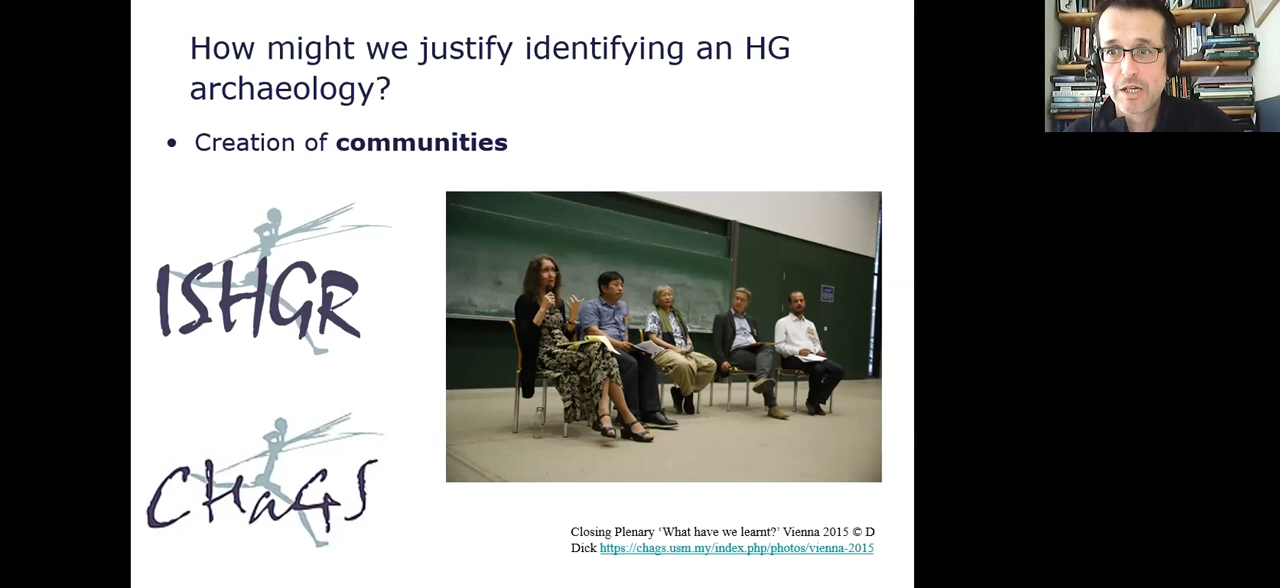 How might we justify identifying an HG
archaeology?
• Creation of communities
ISHGR
CHaGS
Closing Plenary ‘What have we learnt?’ Vienna 2015 © D
Dick https://chags.usm.my/index.php/photos/vienna-2015